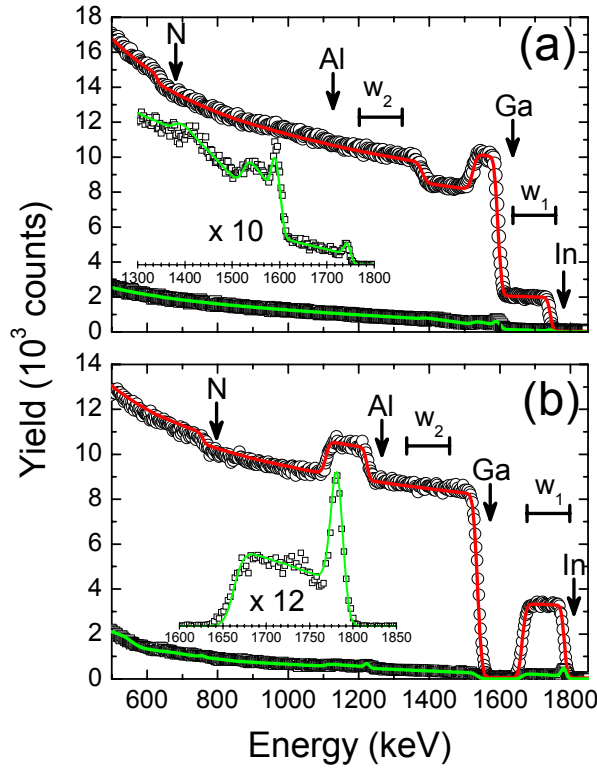 18
16
14
12
10
8
6
4
2
0
N
Al
w2
Ga
w1
In
(a)
x 10
1300 1400 1500 1600 1700 1800
14
12
10
8
6
4
2
0
N
Al
w2
Ga
w1
In
(b)
x 12
1600 1650 1700 1750 1800 1850
600 800 1000 1200 1400 1600 1800
Energy (keV)
Yield (10³ counts)